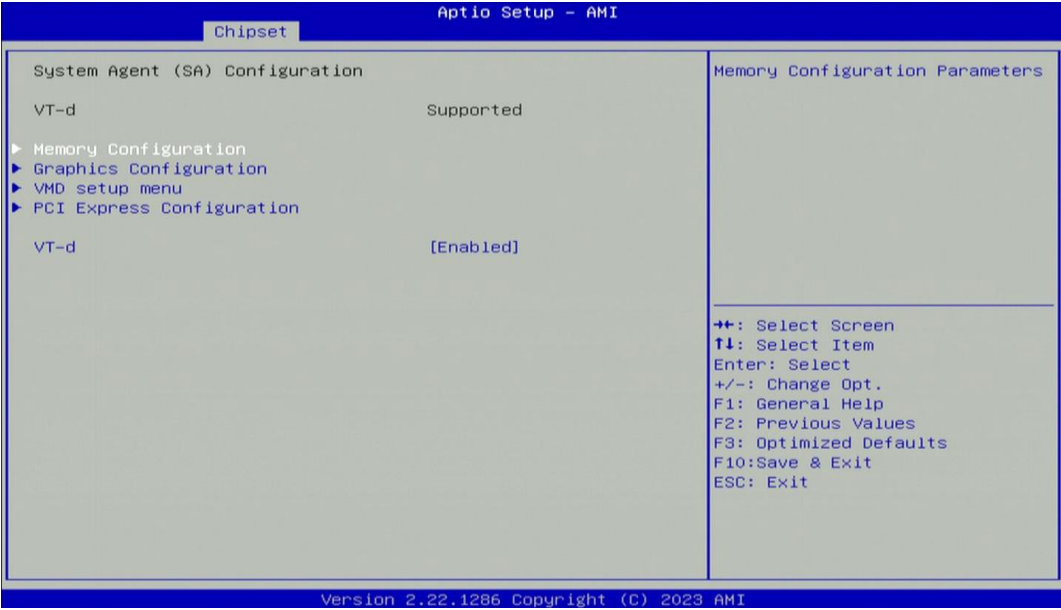 Aptio Setup – AMI
Chipset
System Agent (SA) Configuration
VT-d Supported
Memory Configuration
Graphics Configuration
VMD setup menu
PCI Express Configuration
VT-d [Enabled]
Memory Configuration Parameters
→←: Select Screen
↑↓: Select Item
Enter: Select
+/-: Change Opt.
F1: General Help
F2: Previous Values
F3: Optimized Defaults
F10:Save & Exit
ESC: Exit
Version 2.22.1286 Copyright (C) 2023 AMI